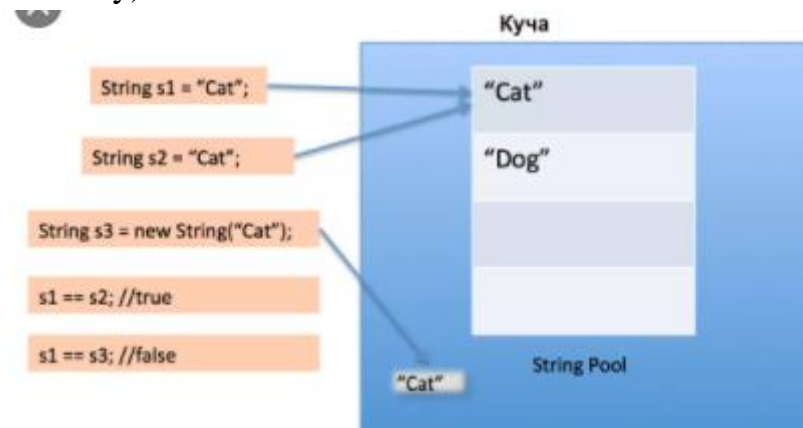 Куча
String s1 = “Cat”;
String s2 = “Cat”;
String s3 = new String(“Cat”);
s1 == s2; //true
s1 == s3; //false
“Cat”
“Dog”
String Pool
“Cat”